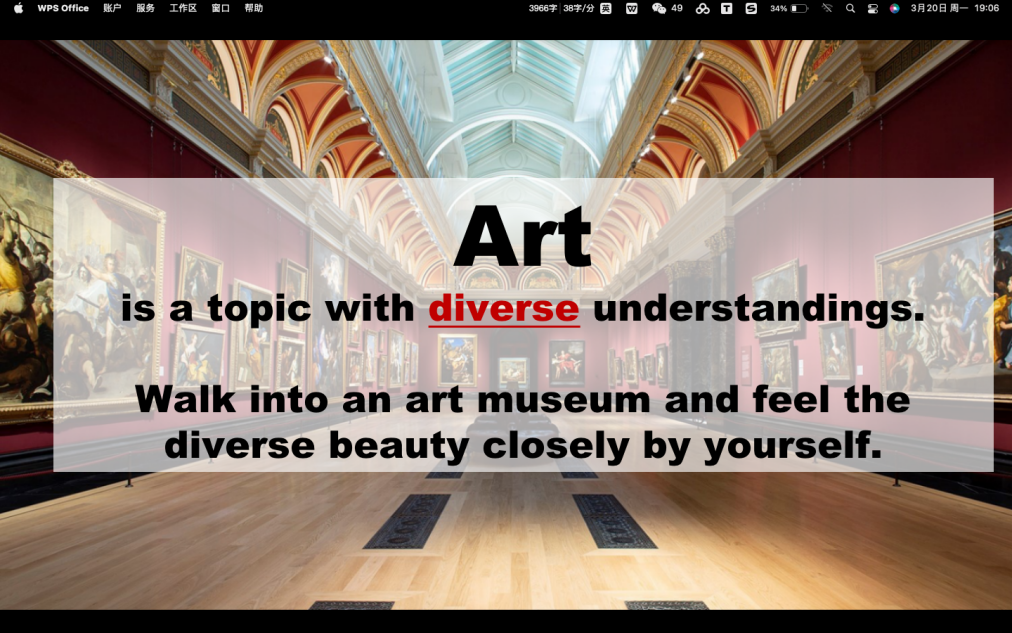 WPS Office 账户 服务 工作区 窗口 帮助 3966字 38字/分 英 W 49 T S 34% 3月20日 周一 19:06
Art
is a topic with diverse understandings.
Walk into an art museum and feel the
diverse beauty closely by yourself.